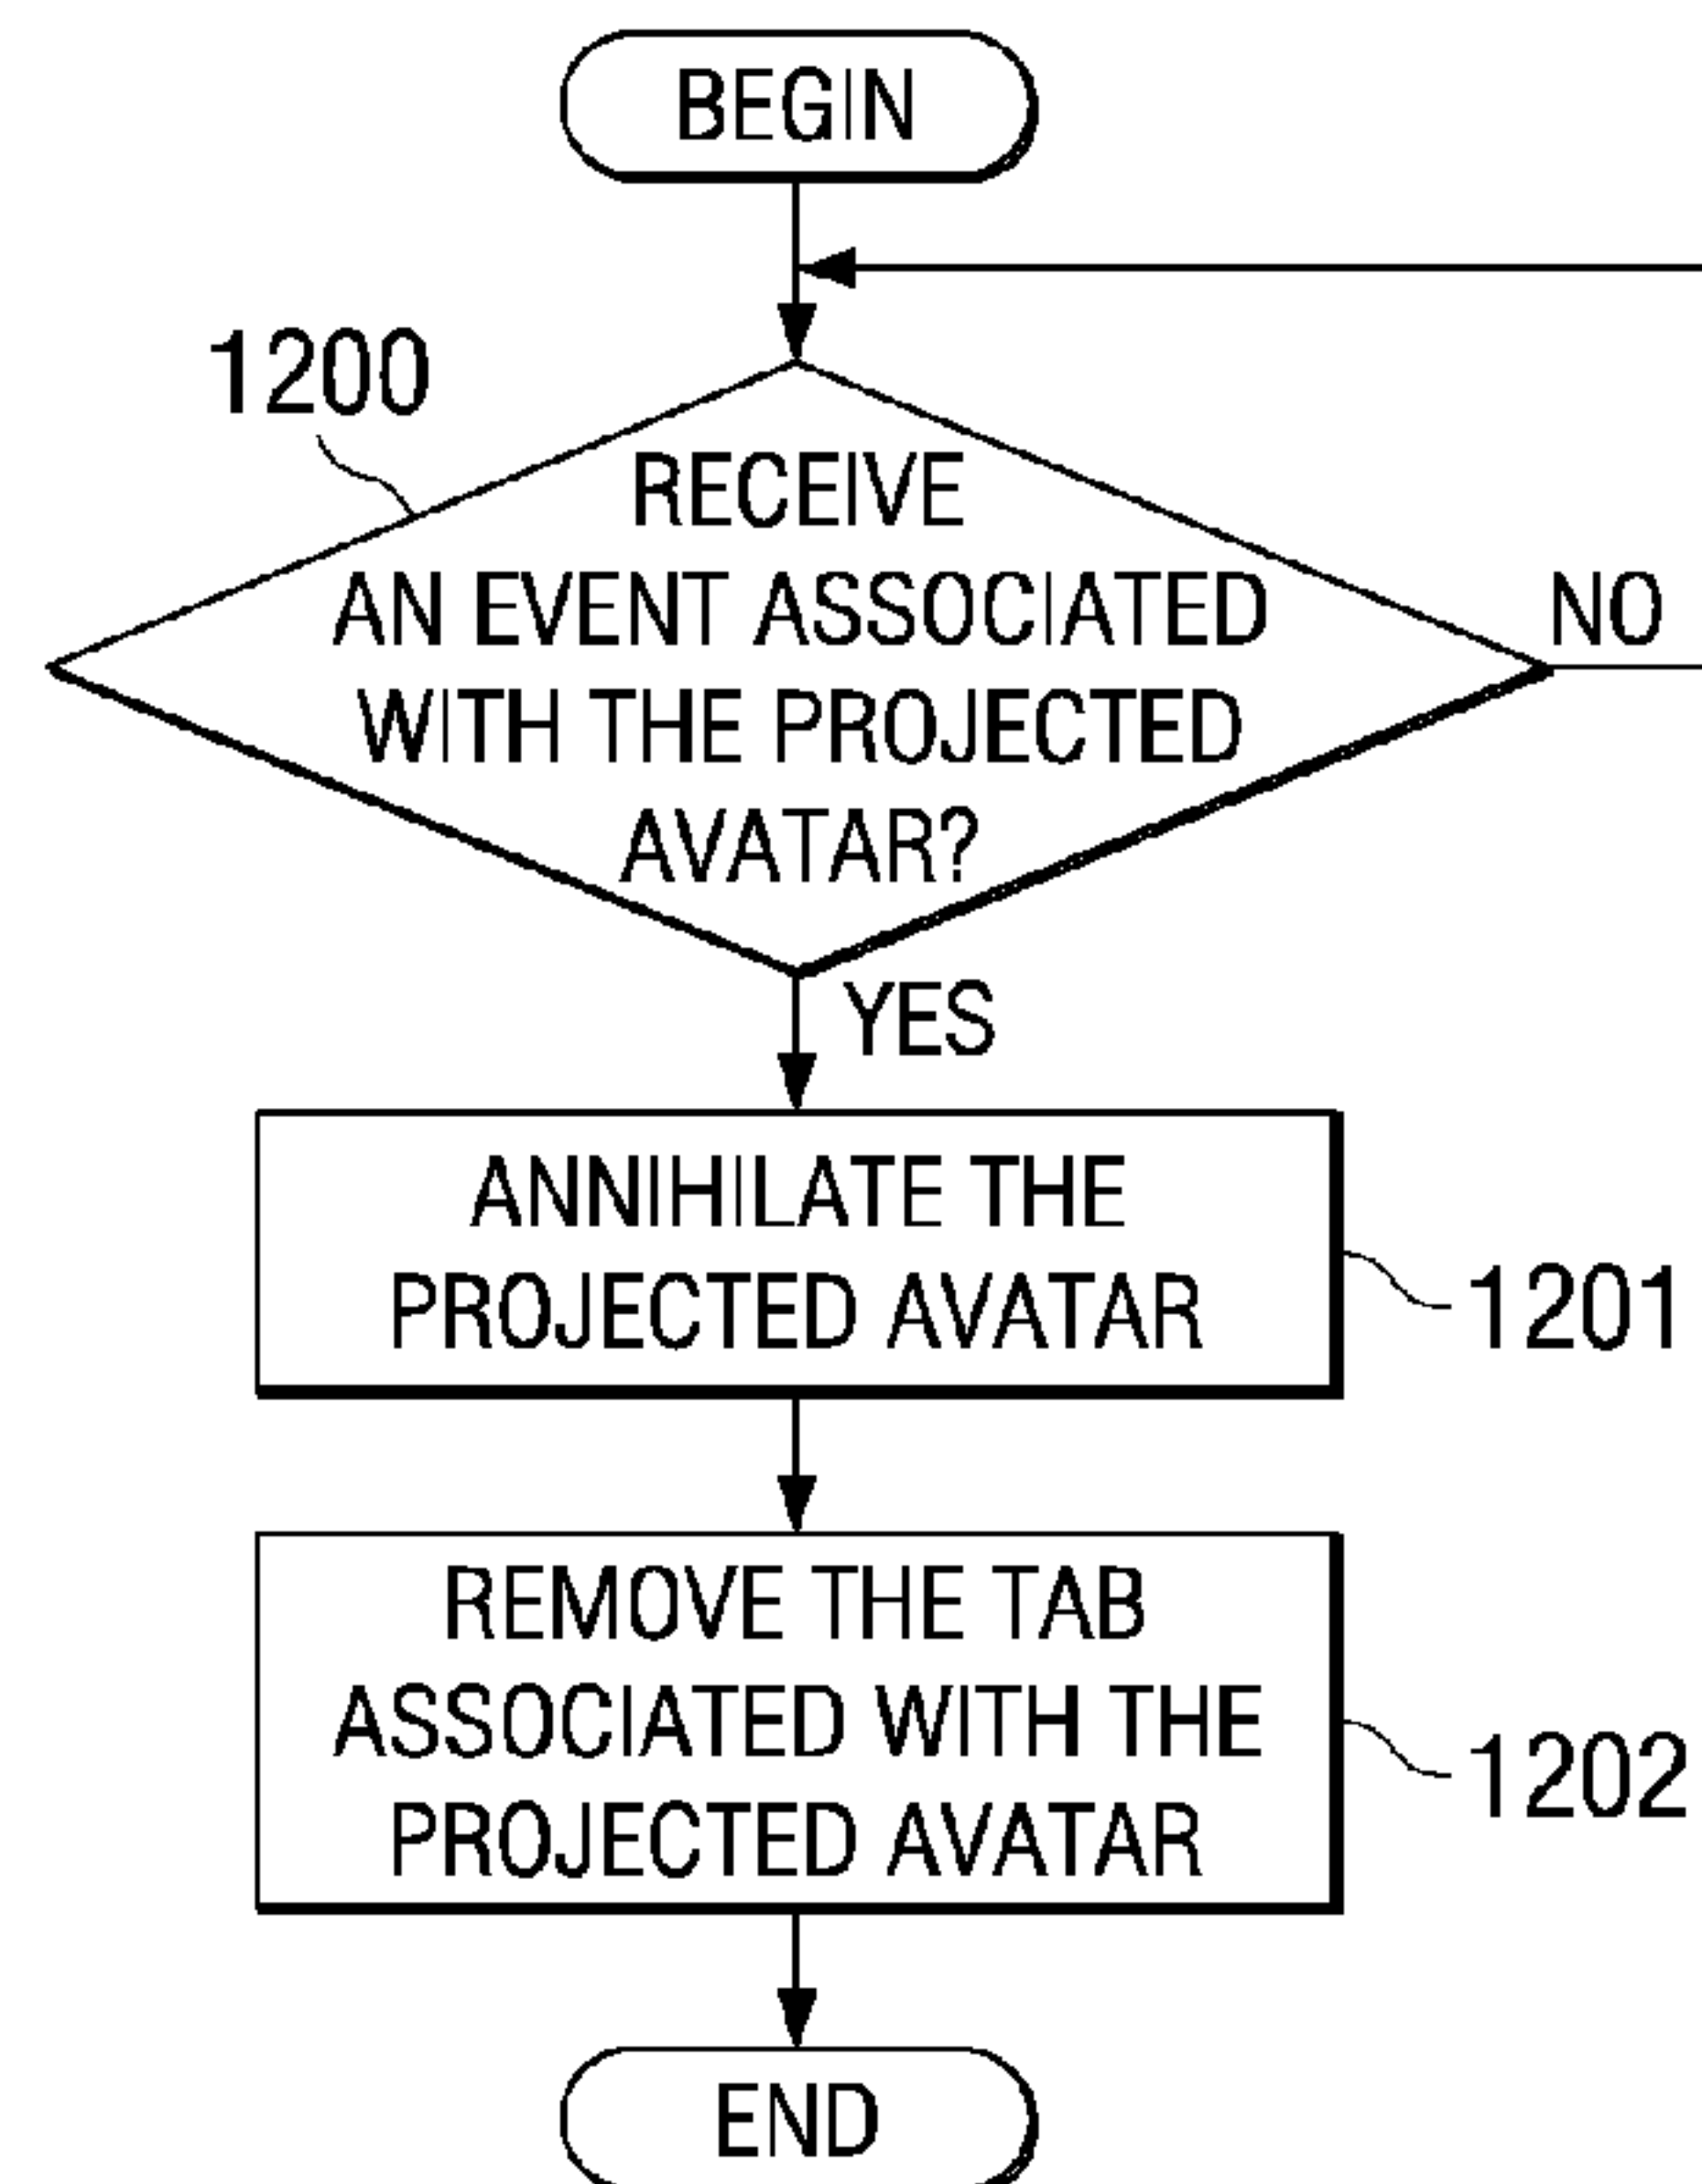 BEGIN
1200
RECEIVE
AN EVENT ASSOCIATED
WITH THE PROJECTED
AVATAR?
NO
YES
ANNIHILATE THE
PROJECTED AVATAR
1201
REMOVE THE TAB
ASSOCIATED WITH THE
PROJECTED AVATAR
1202
END